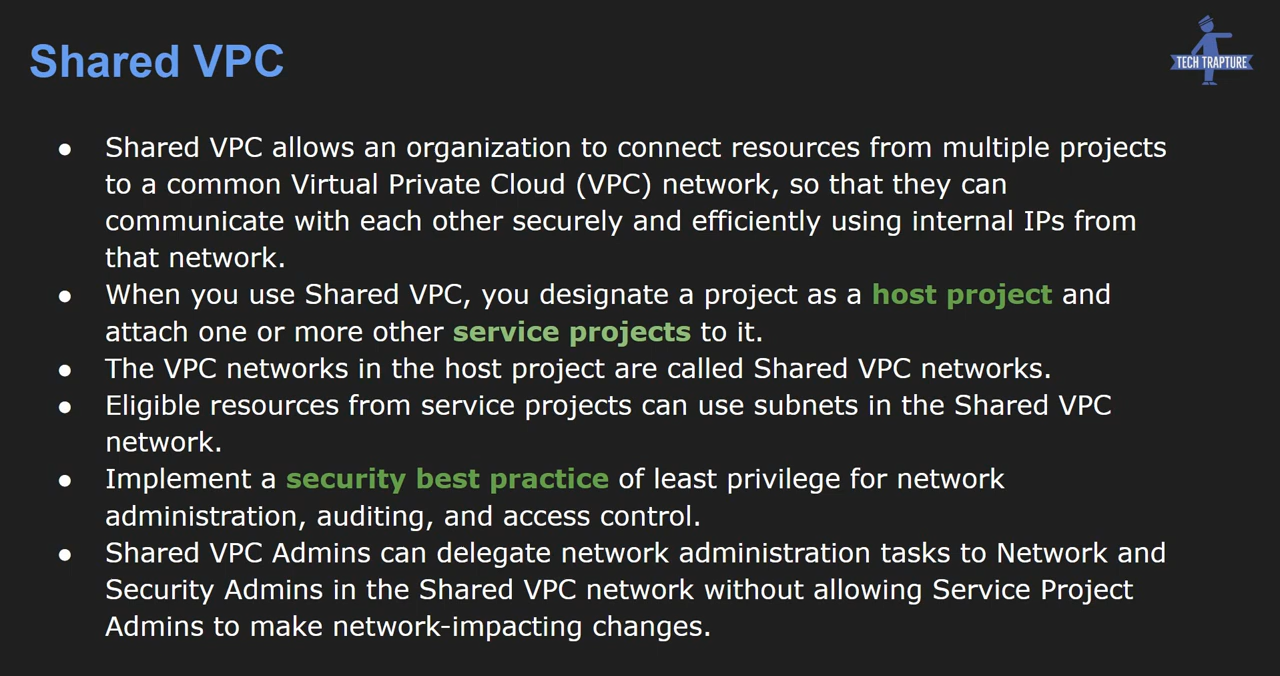 Shared VPC
TECH TRAPTURE
● Shared VPC allows an organization to connect resources from multiple projects
to a common Virtual Private Cloud (VPC) network, so that they can
communicate with each other securely and efficiently using internal IPs from
that network.
● When you use Shared VPC, you designate a project as a host project and
attach one or more other service projects to it.
● The VPC networks in the host project are called Shared VPC networks.
● Eligible resources from service projects can use subnets in the Shared VPC
network.
● Implement a security best practice of least privilege for network
administration, auditing, and access control.
● Shared VPC Admins can delegate network administration tasks to Network and
Security Admins in the Shared VPC network without allowing Service Project
Admins to make network-impacting changes.